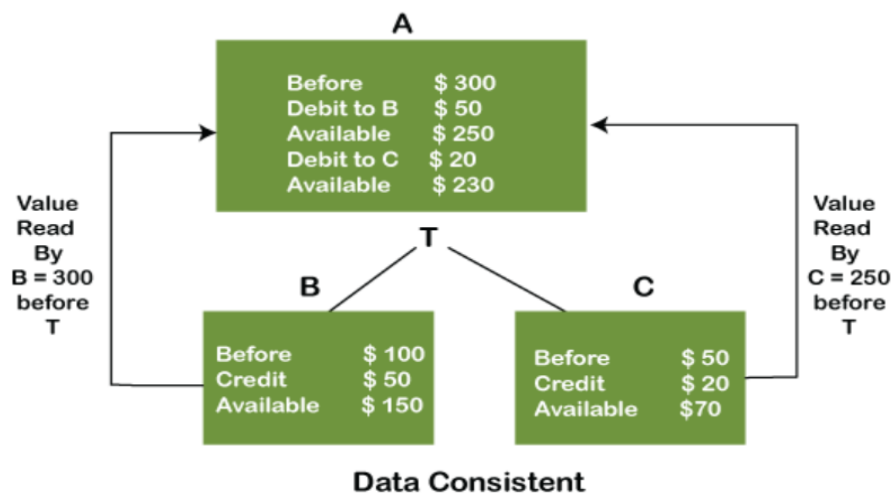 A
Before $ 300
Debit to B $ 50
Available $ 250
Debit to C $ 20
Available $ 230
Value
Read
By
B = 300
before
T
Value
Read
By
C = 250
before
T
T
B
Before $ 100
Credit $ 50
Available $ 150
C
Before $ 50
Credit $ 20
Available $70
Data Consistent